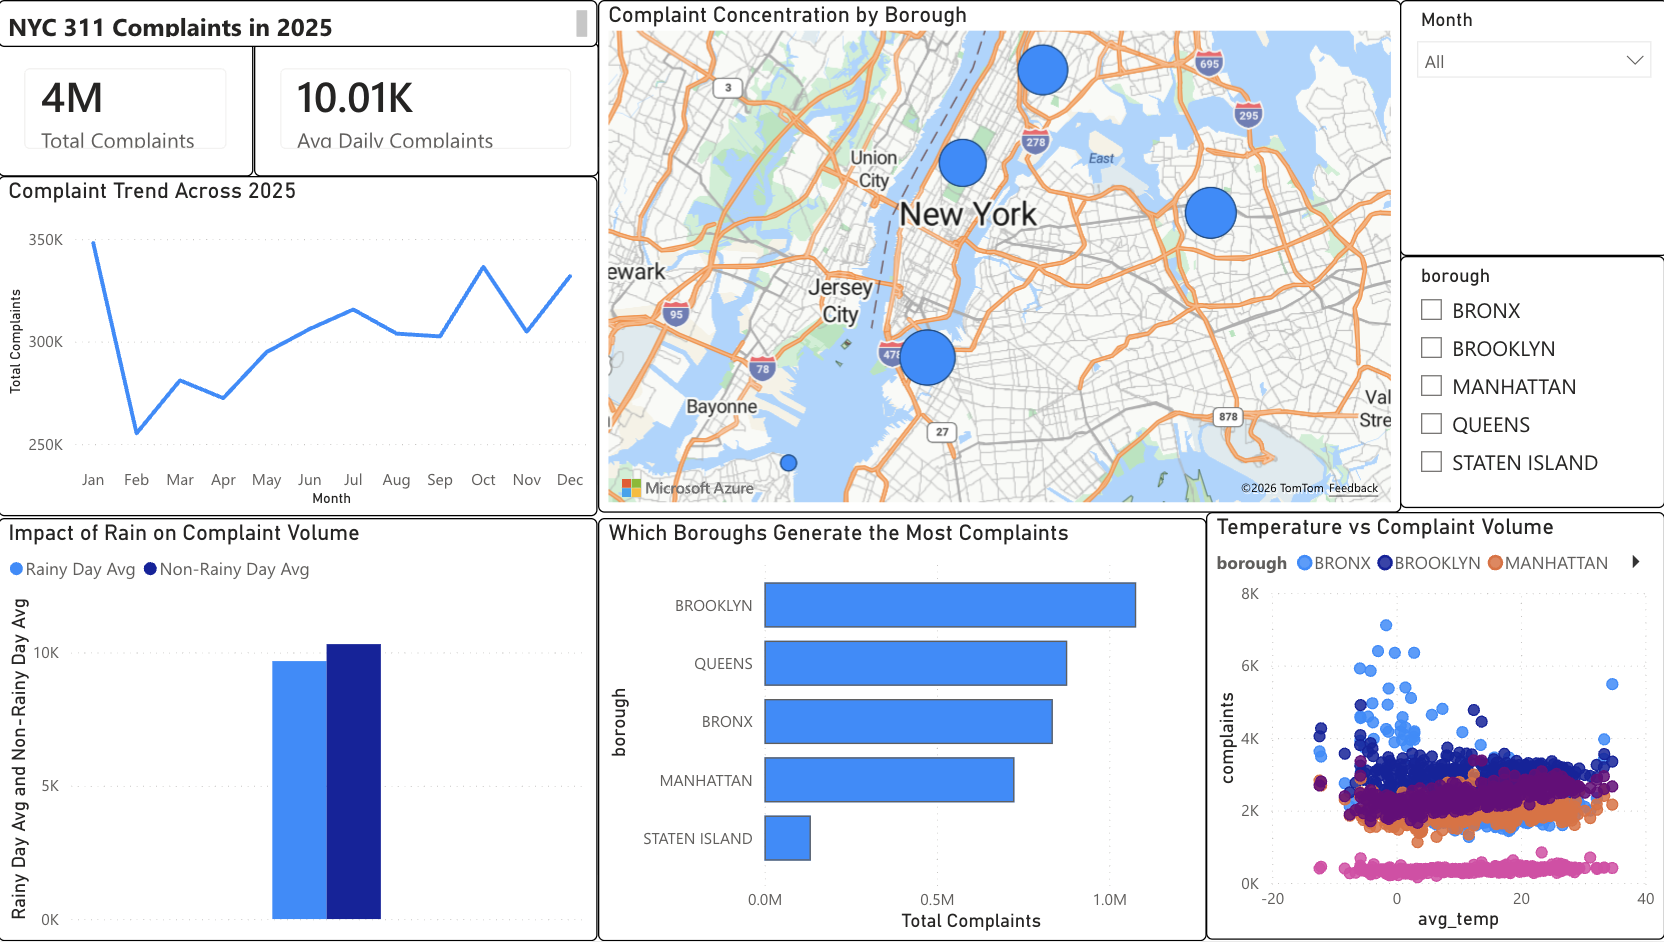 NYC 311 Complaints in 2025
4M
Total Complaints
10.01K
Avg Daily Complaints
Complaint Trend Across 2025
350K
300K
250K
Total Complaints
Jan Feb Mar Apr May Jun Jul Aug Sep Oct Nov Dec
Month
Complaint Concentration by Borough
3
695
295
278
Union
City
East
New York
ewark
Jersey
City
95
78
478
Bayonne
27
878
Val
Stre
Microsoft Azure
©2026 TomTom Feedback
Month
All
borough
BRONX
BROOKLYN
MANHATTAN
QUEENS
STATEN ISLAND
Impact of Rain on Complaint Volume
Rainy Day Avg Non-Rainy Day Avg
Rainy Day Avg and Non-Rainy Day Avg
10K
5K
0K
Which Boroughs Generate the Most Complaints
borough
BROOKLYN
QUEENS
BRONX
MANHATTAN
STATEN ISLAND
0.0M 0.5M 1.0M
Total Complaints
Temperature vs Complaint Volume
borough BRONX BROOKLYN MANHATTAN
8K
6K
4K
2K
0K
complaints
-20 0 20 40
avg_temp